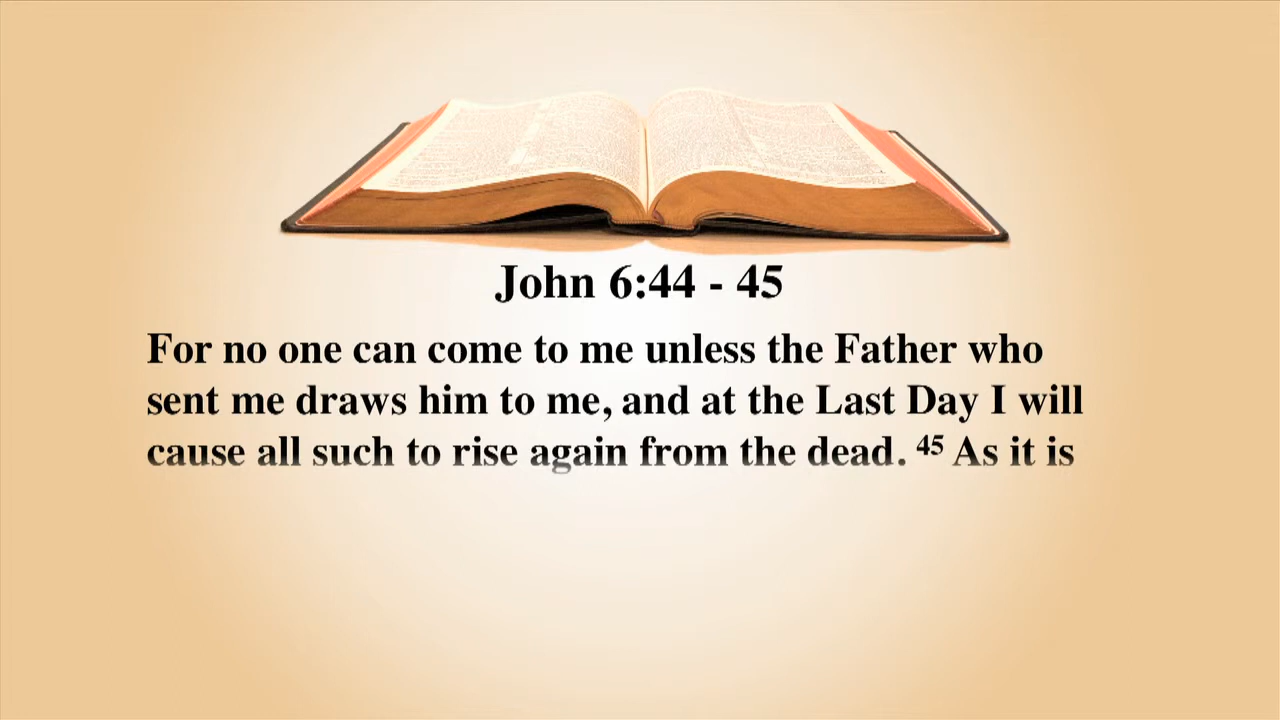 John 6:44 - 45
For no one can come to me unless the Father who
sent me draws him to me, and at the Last Day I will
cause all such to rise again from the dead. 45 As it is